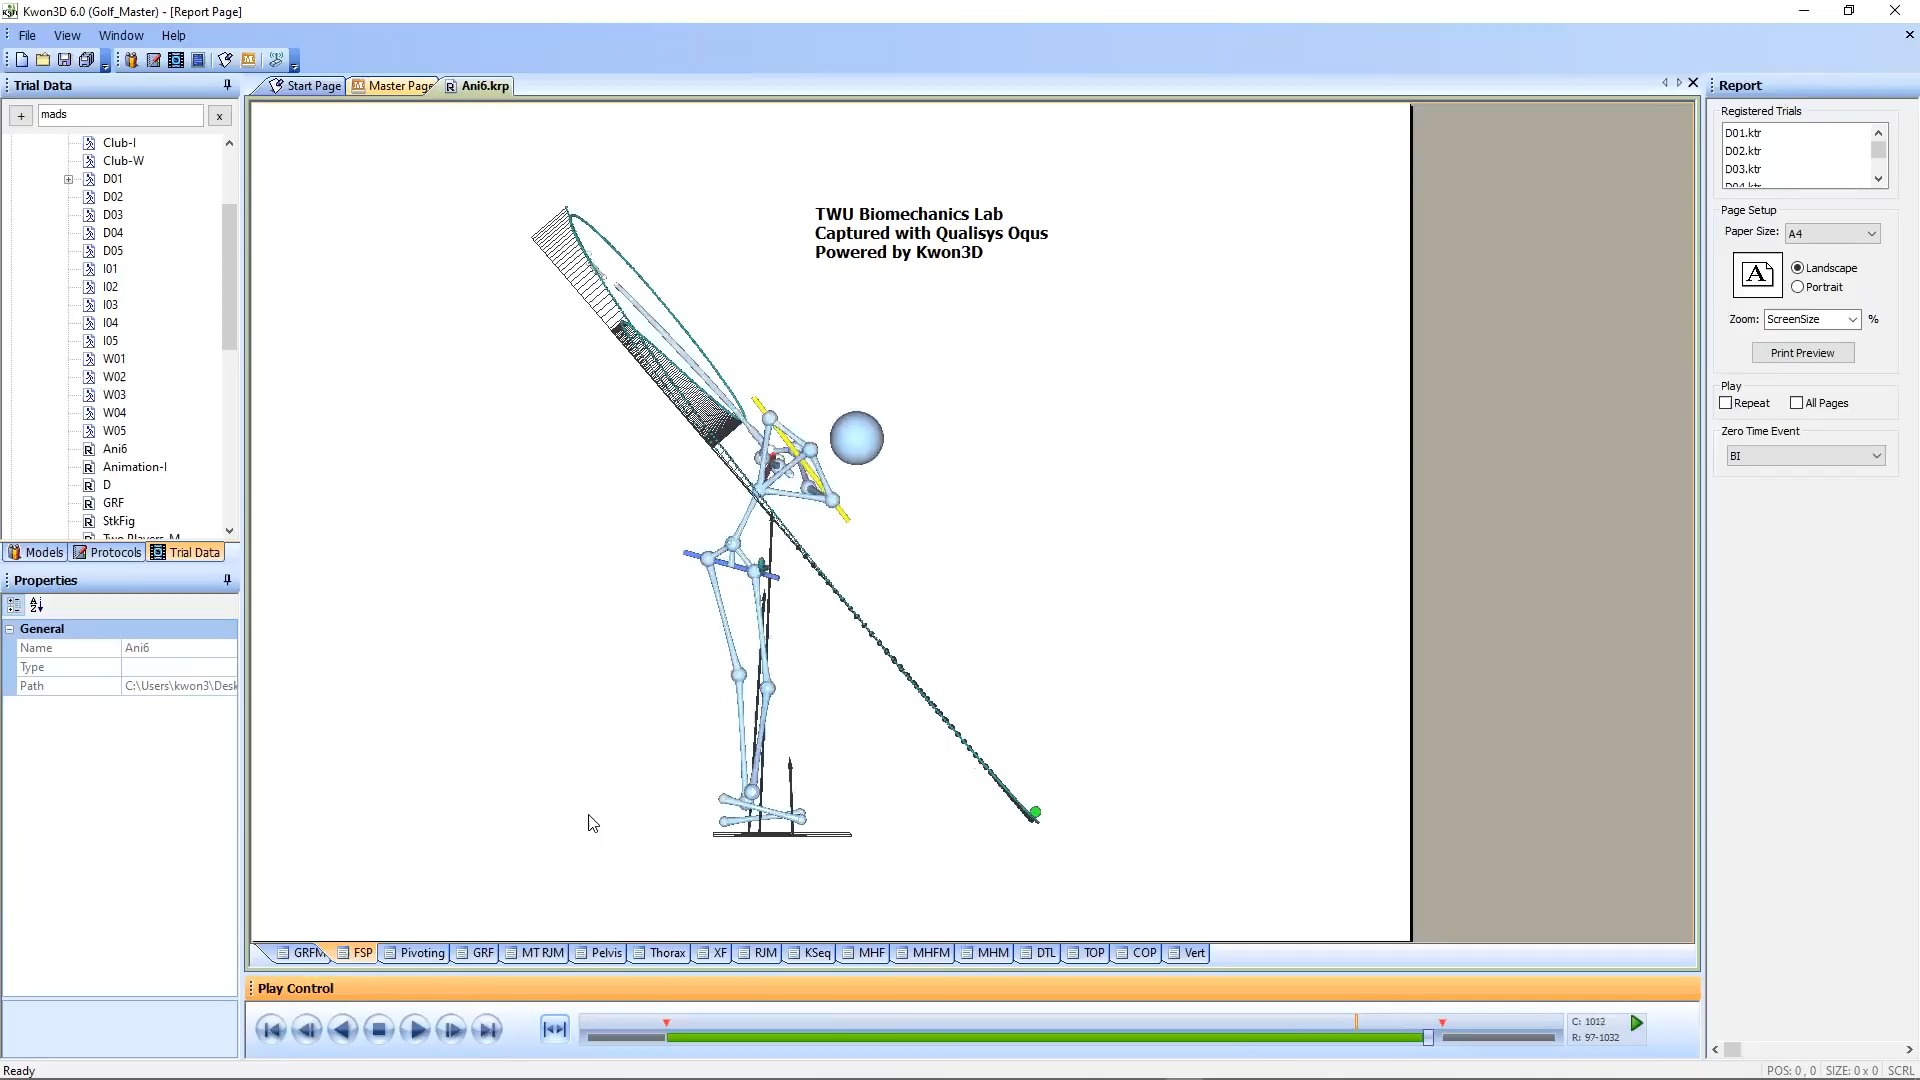 Kwon3D 6.0 (Golf_Master) - [Report Page]
File View Window Help
Trial Data
+ mads x
Club-I
Club-W
D01
D02
D03
D04
D05
I01
I02
I03
I04
I05
W01
W02
W03
W04
W05
Ani6
Animation-I
D
GRF
StkFig
Two Players-M
Models Protocols Trial Data
Properties
General
Name Ani6
Type
Path C:\Users\kwon3\Desk
Start Page Master Page Ani6.krp
TWU Biomechanics Lab
Captured with Qualisys Oqus
Powered by Kwon3D
GRFM FSP Pivoting GRF MT RJM Pelvis Thorax XF RJM KSeq MHF MHFM MHM DTL TOP COP Vert
Play Control
C: 1012
R: 97-1032
Report
Registered Trials
D01.ktr
D02.ktr
D03.ktr
D04.ktr
Page Setup
Paper Size: A4
A
Landscape
Portrait
Zoom: ScreenSize %
Print Preview
Play
Repeat All Pages
Zero Time Event
BI
Ready
POS: 0 , 0 SIZE: 0 x 0 SCRL